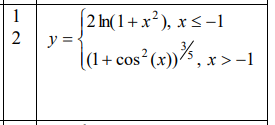 1
2
y = { 2 ln(1 + x²), x ≤ −1
(1 + cos²(x))^(3/5), x > −1